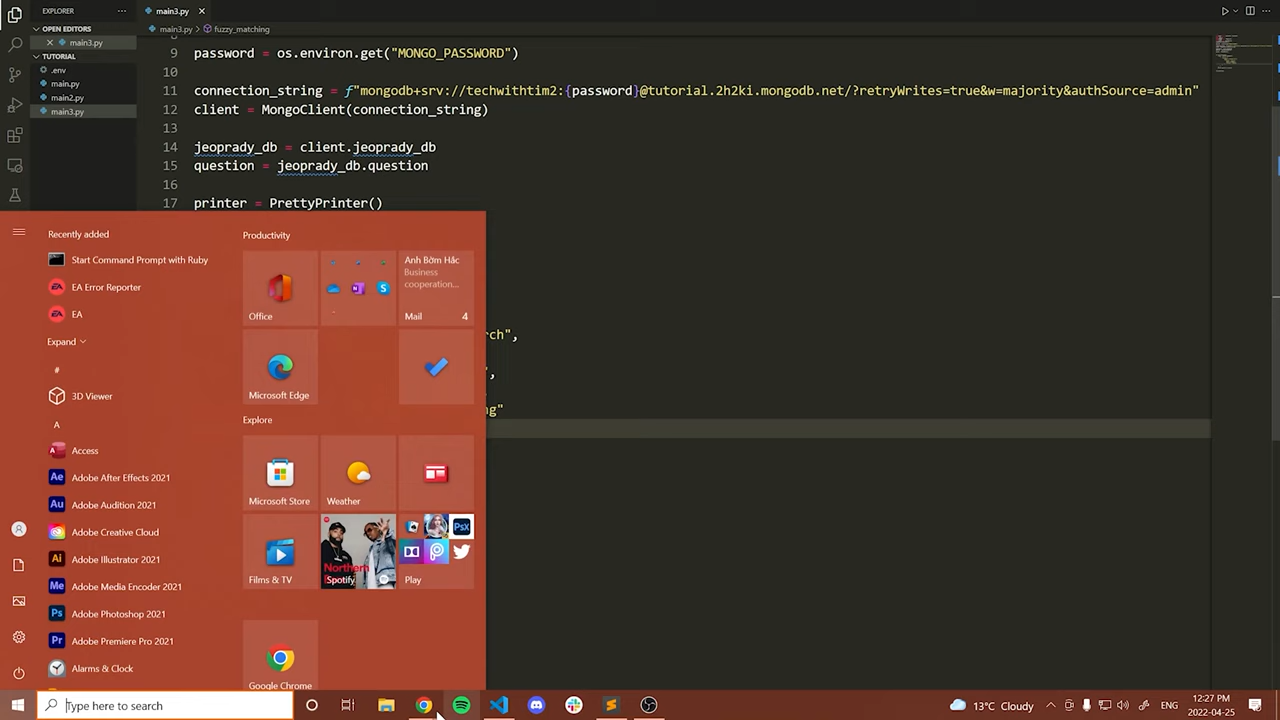 EXPLORER
main3.py
OPEN EDITORS
main3.py > fuzzy_matching
main3.py
TUTORIAL
.env
main.py
main2.py
main3.py
9 password = os.environ.get("MONGO_PASSWORD")
10
11 connection_string = f"mongodb+srv://techwithtim2:{password}@tutorial.2h2ki.mongodb.net/?retryWrites=true&w=majority&authSource=admin"
12 client = MongoClient(connection_string)
13
14 jeoprady_db = client.jeoprady_db
15 question = jeoprady_db.question
16
17 printer = PrettyPrinter()
rch",
",
ng"
Recently added
Start Command Prompt with Ruby
EA Error Reporter
EA
Expand
#
3D Viewer
A
Access
Adobe After Effects 2021
Adobe Audition 2021
Adobe Creative Cloud
Adobe Illustrator 2021
Adobe Media Encoder 2021
Adobe Photoshop 2021
Adobe Premiere Pro 2021
Alarms & Clock
Productivity
Office
Anh Bờm Hắc
Business
cooperation...
Mail 4
Microsoft Edge
Explore
Microsoft Store
Weather
Films & TV
Northern
Spotify
Play
Google Chrome
Type here to search
13°C Cloudy
ENG
12:27 PM
2022-04-25